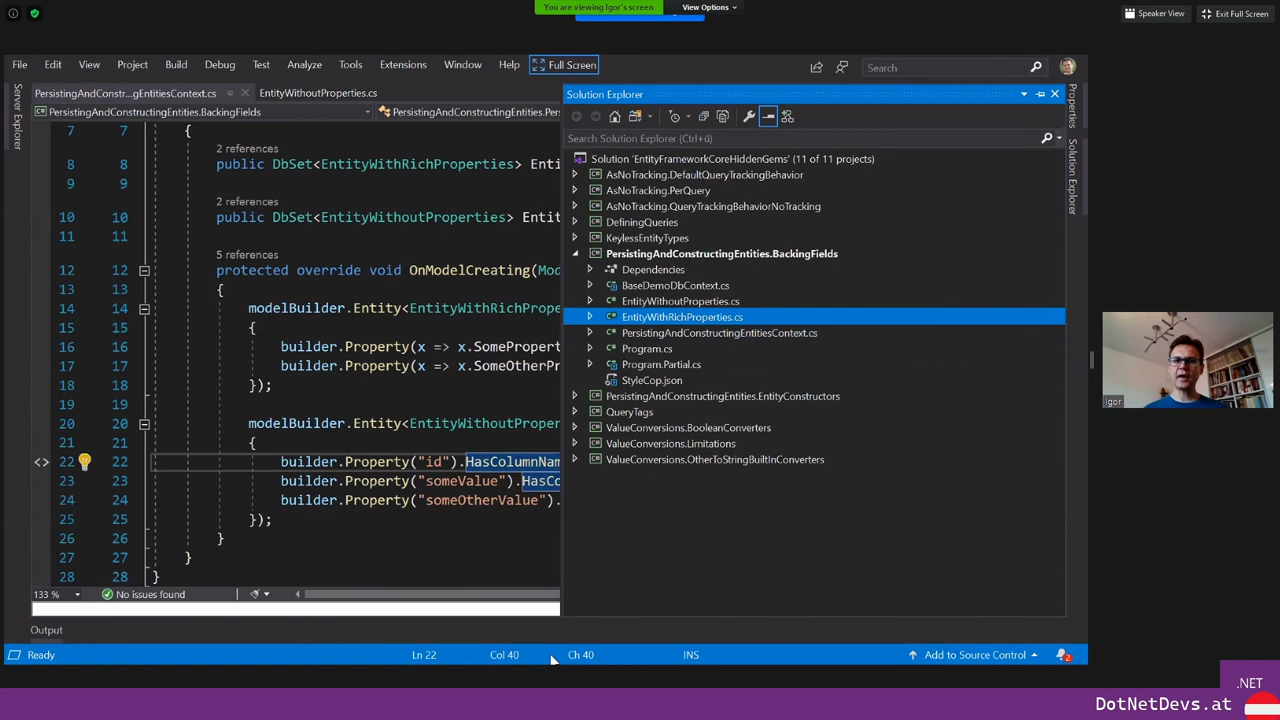 You are viewing Igor's screen
View Options
Speaker View
Exit Full Screen
File Edit View Project Build Debug Test Analyze Tools Extensions Window Help Full Screen Search
PersistingAndConstr...gEntitiesContext.cs
EntityWithoutProperties.cs
PersistingAndConstructingEntities.BackingFields
PersistingAndConstructingEntities.Per
Server Explorer
7 7 {
2 references
8 8 public DbSet<EntityWithRichProperties> Enti
9 9
2 references
10 10 public DbSet<EntityWithoutProperties> Entit
11 11
5 references
12 12 protected override void OnModelCreating(Mod
13 13 {
14 14 modelBuilder.Entity<EntityWithRichPrope
15 15 {
16 16 builder.Property(x => x.SomePropert
17 17 builder.Property(x => x.SomeOtherPr
18 18 });
19 19
20 20 modelBuilder.Entity<EntityWithoutProper
21 21 {
22 22 builder.Property("id").HasColumnNam
23 23 builder.Property("someValue").HasCo
24 24 builder.Property("someOtherValue").
25 25 });
26 26 }
27 27 }
28 28 }
133 %
No issues found
Output
Ready
Ln 22
Col 40
Ch 40
INS
Add to Source Control
2
Solution Explorer
Search Solution Explorer (Ctrl+ü)
Solution 'EntityFrameworkCoreHiddenGems' (11 of 11 projects)
AsNoTracking.DefaultQueryTrackingBehavior
AsNoTracking.PerQuery
AsNoTracking.QueryTrackingBehaviorNoTracking
DefiningQueries
KeylessEntityTypes
PersistingAndConstructingEntities.BackingFields
Dependencies
BaseDemoDbContext.cs
EntityWithoutProperties.cs
EntityWithRichProperties.cs
PersistingAndConstructingEntitiesContext.cs
Program.cs
Program.Partial.cs
StyleCop.json
PersistingAndConstructingEntities.EntityConstructors
QueryTags
ValueConversions.BooleanConverters
ValueConversions.Limitations
ValueConversions.OtherToStringBuiltInConverters
Properties
Solution Explorer
Igor
.NET
DotNetDevs.at